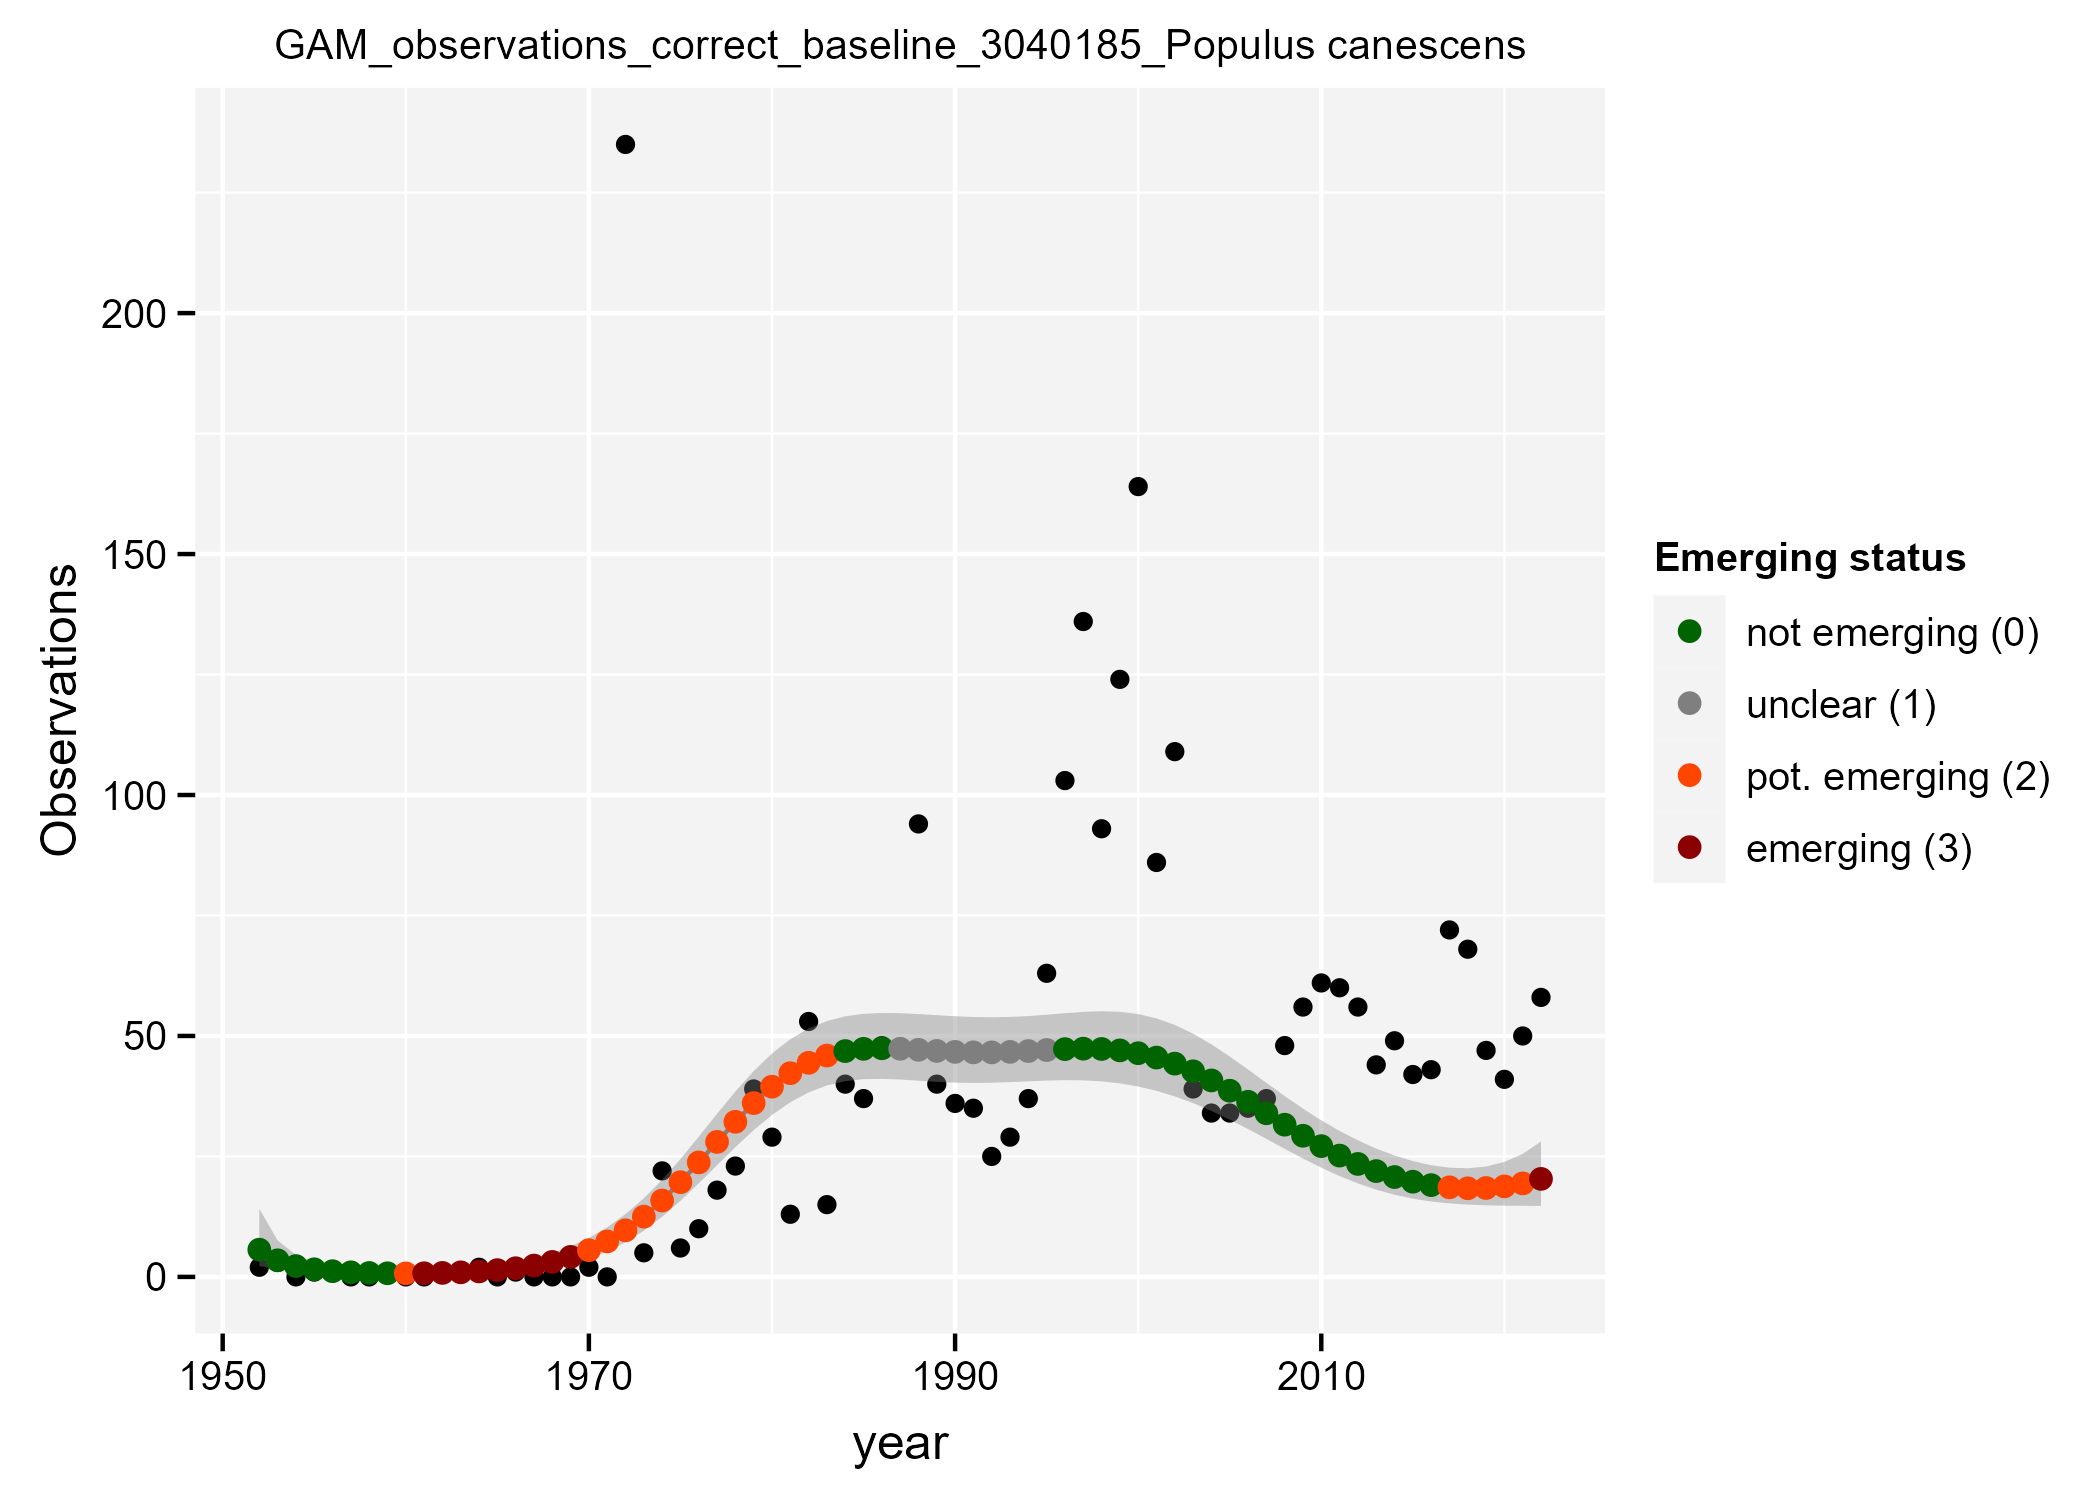 GAM_observations_correct_baseline_3040185_Populus canescens
Observations
200
150
100
50
0
1950
1970
1990
2010
year
Emerging status
not emerging (0)
unclear (1)
pot. emerging (2)
emerging (3)